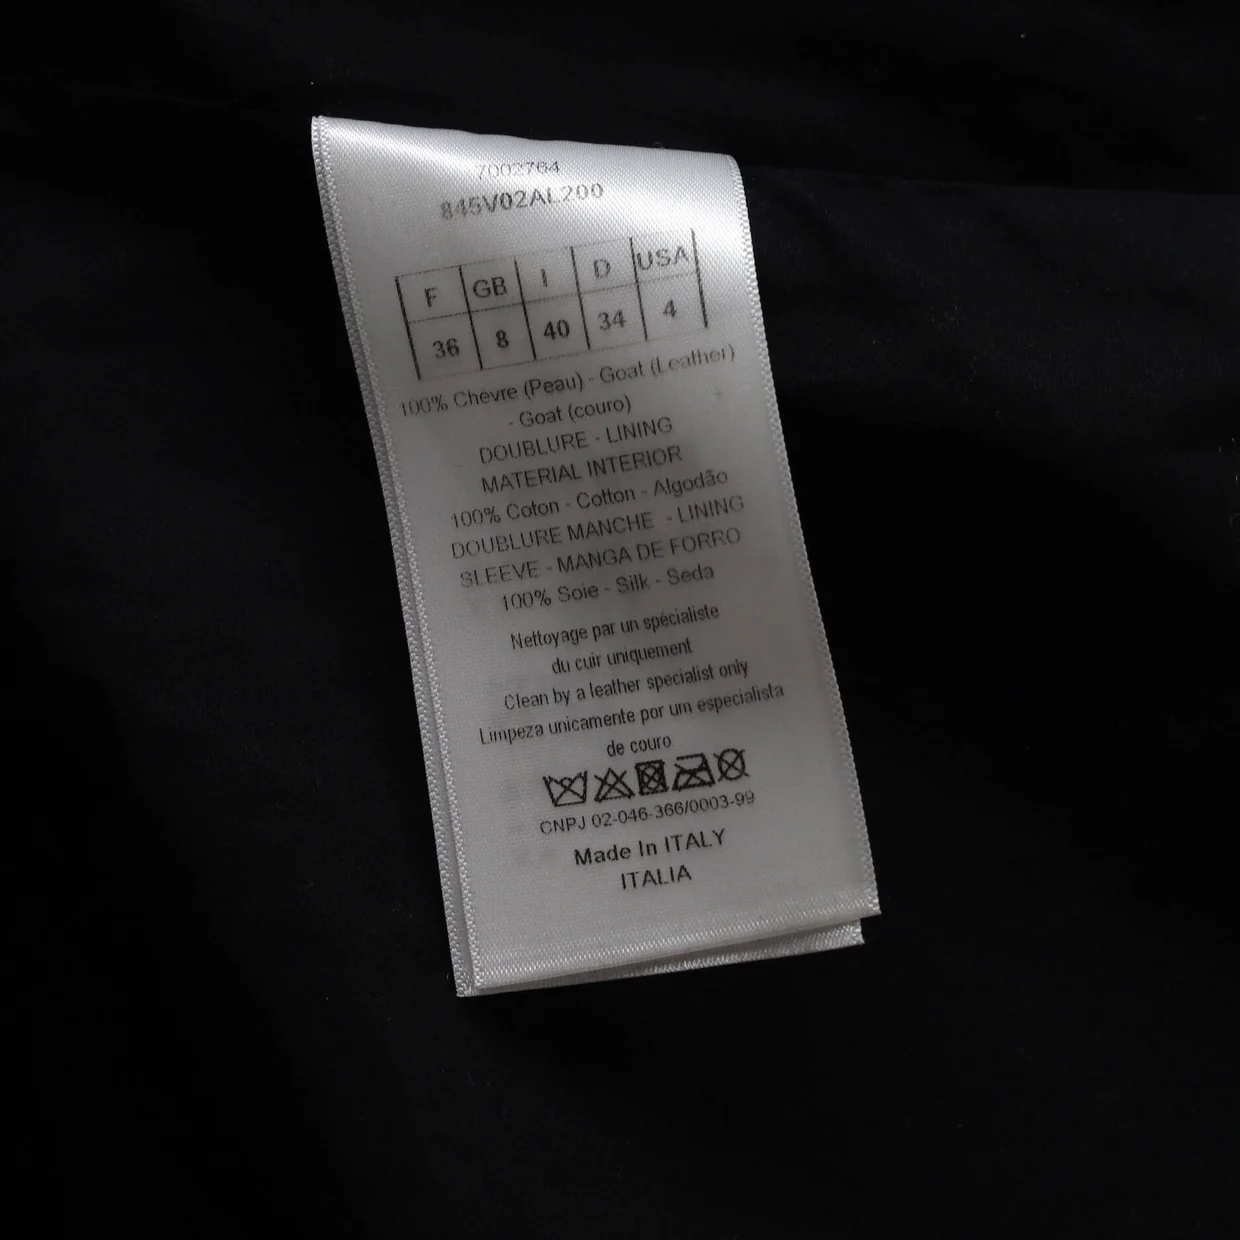 7002764
845V02AL200
F GB I D USA
36 8 40 34 4
100% Chèvre (Peau) - Goat (Leather)
- Goat (couro)
DOUBLURE - LINING
MATERIAL INTERIOR
100% Coton - Cotton - Algodão
DOUBLURE MANCHE - LINING
SLEEVE - MANGA DE FORRO
100% Soie - Silk - Seda
Nettoyage par un spécialiste
du cuir uniquement
Clean by a leather specialist only
Limpeza unicamente por um especialista
de couro
CNPJ 02-046-366/0003-99
Made In ITALY
ITALIA